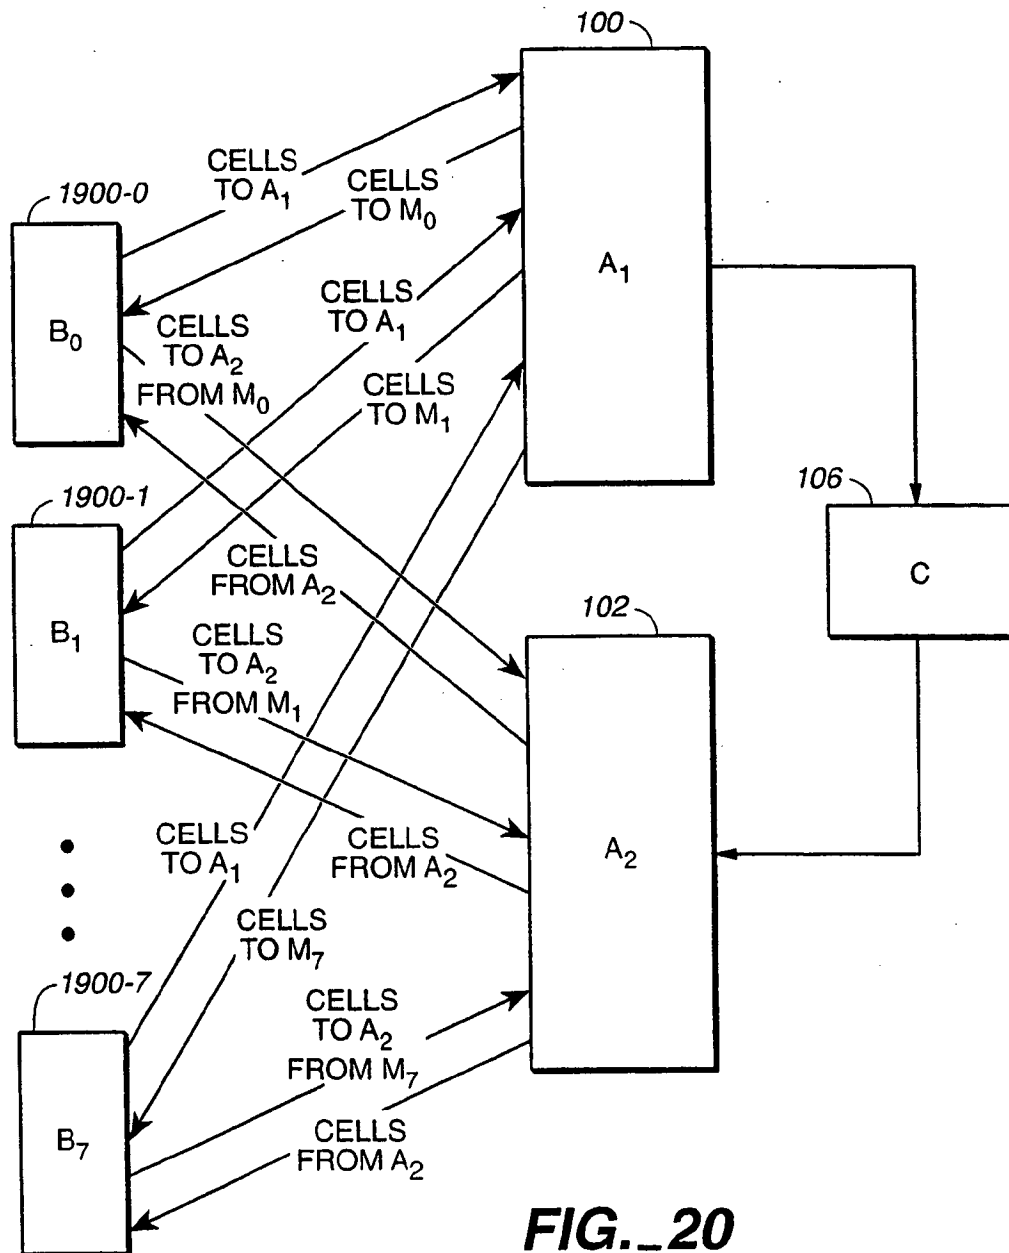 100
CELLS
TO A₁
CELLS
TO M₀
1900-0
A₁
CELLS
TO A₁
B₀
CELLS
TO A₂
FROM M₀
CELLS
TO M₁
106
1900-1
CELLS
FROM A₂
C
102
B₁
CELLS
TO A₂
FROM M₁
CELLS
TO A₁
CELLS
FROM A₂
A₂
CELLS
TO M₇
1900-7
CELLS
TO A₂
FROM M₇
B₇
CELLS
FROM A₂
FIG._20